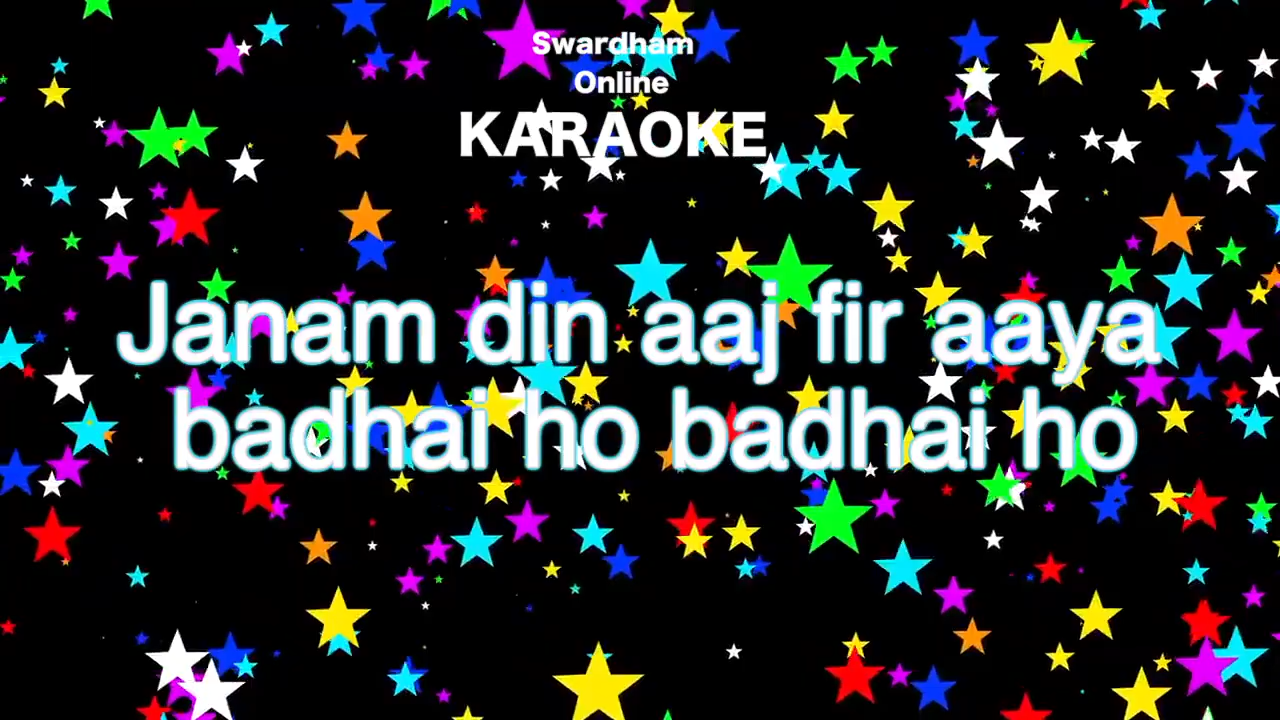 Swardham
Online
KARAOKE
Janam din aaj fir aaya
badhai ho badhai ho